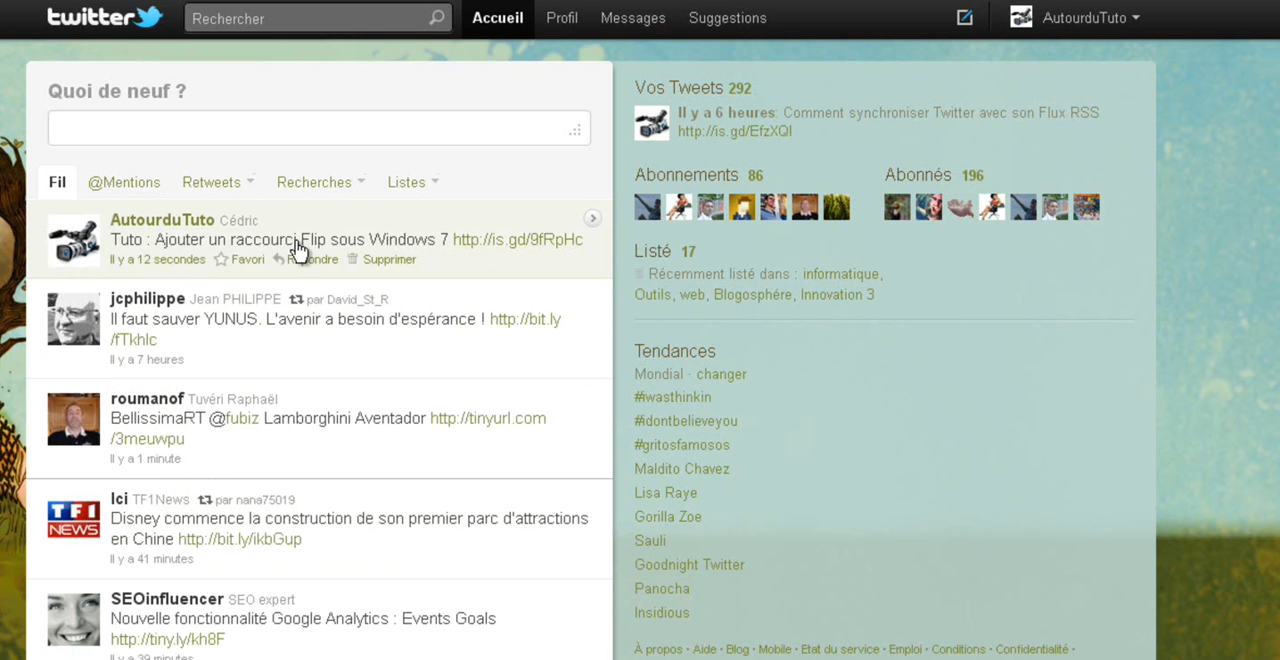 twitter
Rechercher
Accueil
Profil
Messages
Suggestions
AutourduTuto
Quoi de neuf ?
Fil
@Mentions
Retweets
Recherches
Listes
AutourduTuto Cédric
Tuto : Ajouter un raccourci Flip sous Windows 7 http://is.gd/9fRpHc
Il y a 12 secondes Favori Répondre Supprimer
jcphilippe Jean PHILIPPE par David_St_R
Il faut sauver YUNUS. L'avenir a besoin d'espérance ! http://bit.ly
/fTkhlc
Il y a 7 heures
roumanof Tuvéri Raphaël
BellissimaRT @fubiz Lamborghini Aventador http://tinyurl.com
/3meuwpu
Il y a 1 minute
TF1
NEWS
lci TF1News par nana75019
Disney commence la construction de son premier parc d'attractions
en Chine http://bit.ly/ikbGup
Il y a 41 minutes
SEOinfluencer SEO expert
Nouvelle fonctionnalité Google Analytics : Events Goals
http://tiny.ly/kh8F
Il y a 39 minutes
Vos Tweets 292
Il y a 6 heures: Comment synchroniser Twitter avec son Flux RSS
http://is.gd/EfzXQI
Abonnements 86
Abonnés 196
Listé 17
Récemment listé dans : informatique,
Outils, web, Blogosphére, Innovation 3
Tendances
Mondial · changer
#iwasthinkin
#idontbelieveyou
#gritosfamosos
Maldito Chavez
Lisa Raye
Gorilla Zoe
Sauli
Goodnight Twitter
Panocha
Insidious
À propos · Aide · Blog · Mobile · Etat du service · Emploi · Conditions · Confidentialité ·